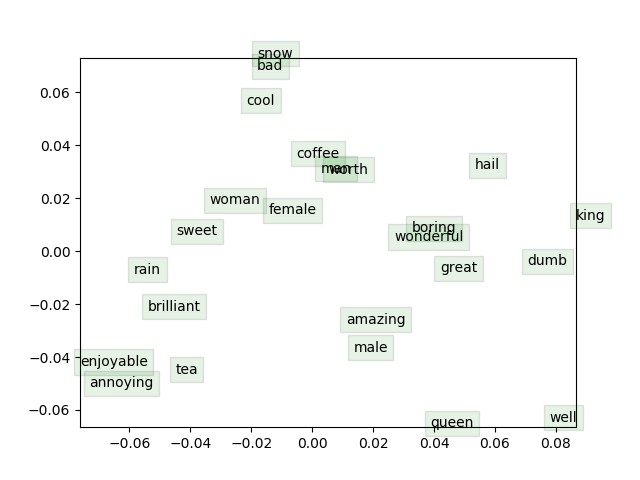 snow
bad
0.06
cool
0.04
coffee
man
worth
hail
0.02
woman
female
king
sweet
boring
wonderful
0.00
rain
great
dumb
−0.02
brilliant
amazing
male
−0.04
enjoyable
tea
annoying
−0.06
queen
well
−0.06 −0.04 −0.02 0.00 0.02 0.04 0.06 0.08